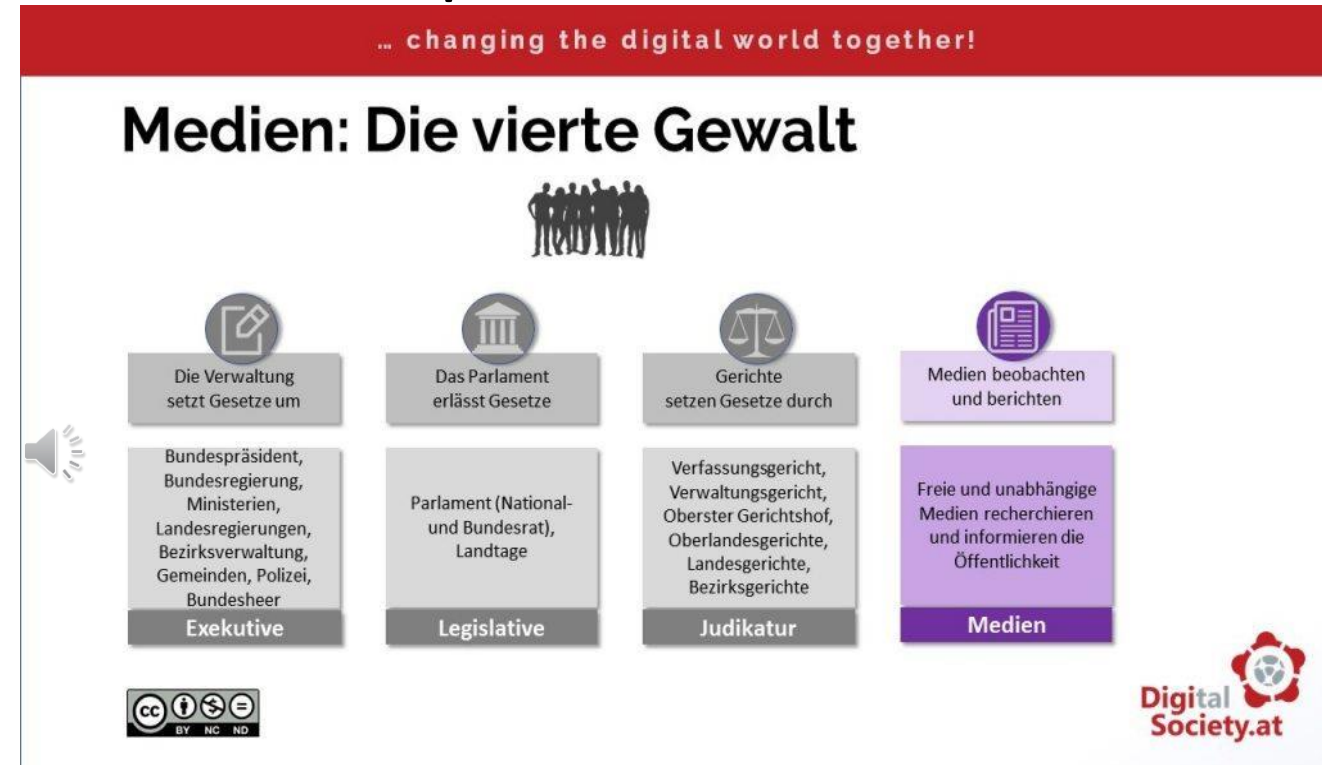 … changing the digital world together!
Medien: Die vierte Gewalt
Die Verwaltung
setzt Gesetze um
Bundespräsident,
Bundesregierung,
Ministerien,
Landesregierungen,
Bezirksverwaltung,
Gemeinden, Polizei,
Bundesheer
Exekutive
Das Parlament
erlässt Gesetze
Parlament (National-
und Bundesrat),
Landtage
Legislative
Gerichte
setzen Gesetze durch
Verfassungsgericht,
Verwaltungsgericht,
Oberster Gerichtshof,
Oberlandesgerichte,
Landesgerichte,
Bezirksgerichte
Judikatur
Medien beobachten
und berichten
Freie und unabhängige
Medien recherchieren
und informieren die
Öffentlichkeit
Medien
cc
BY NC ND
Digital
Society.at